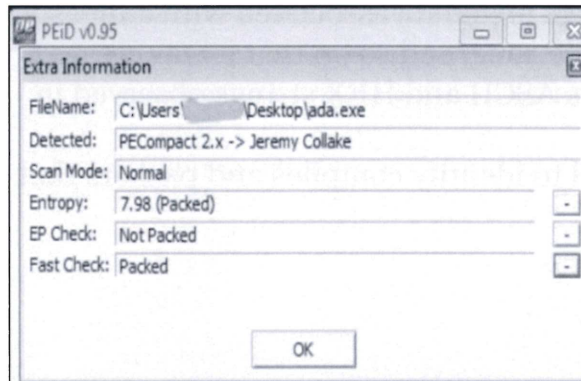 PEiD v0.95
Extra Information
FileName: C:\Users\ \Desktop\ada.exe
Detected: PECompact 2.x -> Jeremy Collake
Scan Mode: Normal
Entropy: 7.98 (Packed) -
EP Check: Not Packed -
Fast Check: Packed -
OK